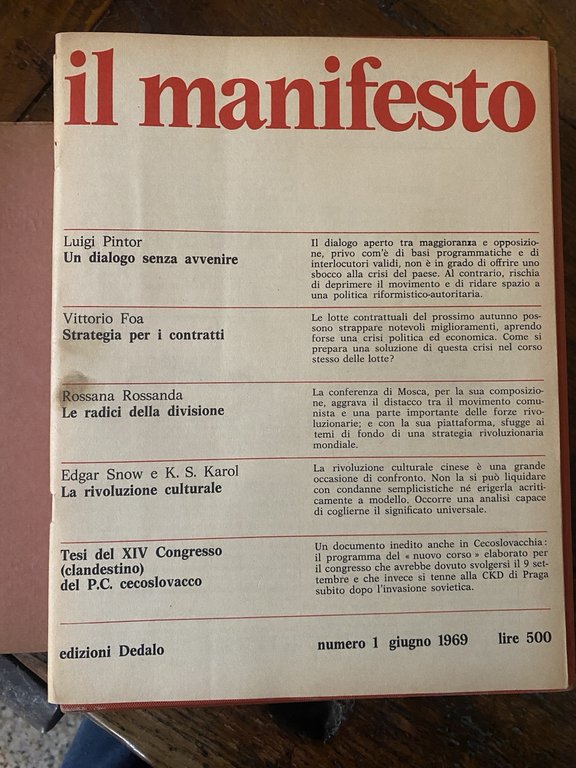 il manifesto
Luigi Pintor
Un dialogo senza avvenire
Il dialogo aperto tra maggioranza e opposizio-
ne, privo com'è di basi programmatiche e di
interlocutori validi, non è in grado di offrire uno
sbocco alla crisi del paese. Al contrario, rischia
di deprimere il movimento e di ridare spazio a
una politica riformistico-autoritaria.
Vittorio Foa
Strategia per i contratti
Le lotte contrattuali del prossimo autunno pos-
sono strappare notevoli miglioramenti, aprendo
forse una crisi politica ed economica. Come si
prepara una soluzione di questa crisi nel corso
stesso delle lotte?
Rossana Rossanda
Le radici della divisione
La conferenza di Mosca, per la sua composizio-
ne, aggrava il distacco tra il movimento comu-
nista e una parte importante delle forze rivo-
luzionarie; e con la sua piattaforma, sfugge ai
temi di fondo di una strategia rivoluzionaria
mondiale.
Edgar Snow e K. S. Karol
La rivoluzione culturale
La rivoluzione culturale cinese è una grande
occasione di confronto. Non la si può liquidare
con condanne semplicistiche né erigerla acriti-
camente a modello. Occorre una analisi capace
di coglierne il significato universale.
Tesi del XIV Congresso
(clandestino)
del P.C. cecoslovacco
Un documento inedito anche in Cecoslovacchia:
il programma del « nuovo corso » elaborato per
il congresso che avrebbe dovuto svolgersi il 9 set-
tembre e che invece si tenne alla CKD di Praga
subito dopo l'invasione sovietica.
edizioni Dedalo
numero 1 giugno 1969
lire 500